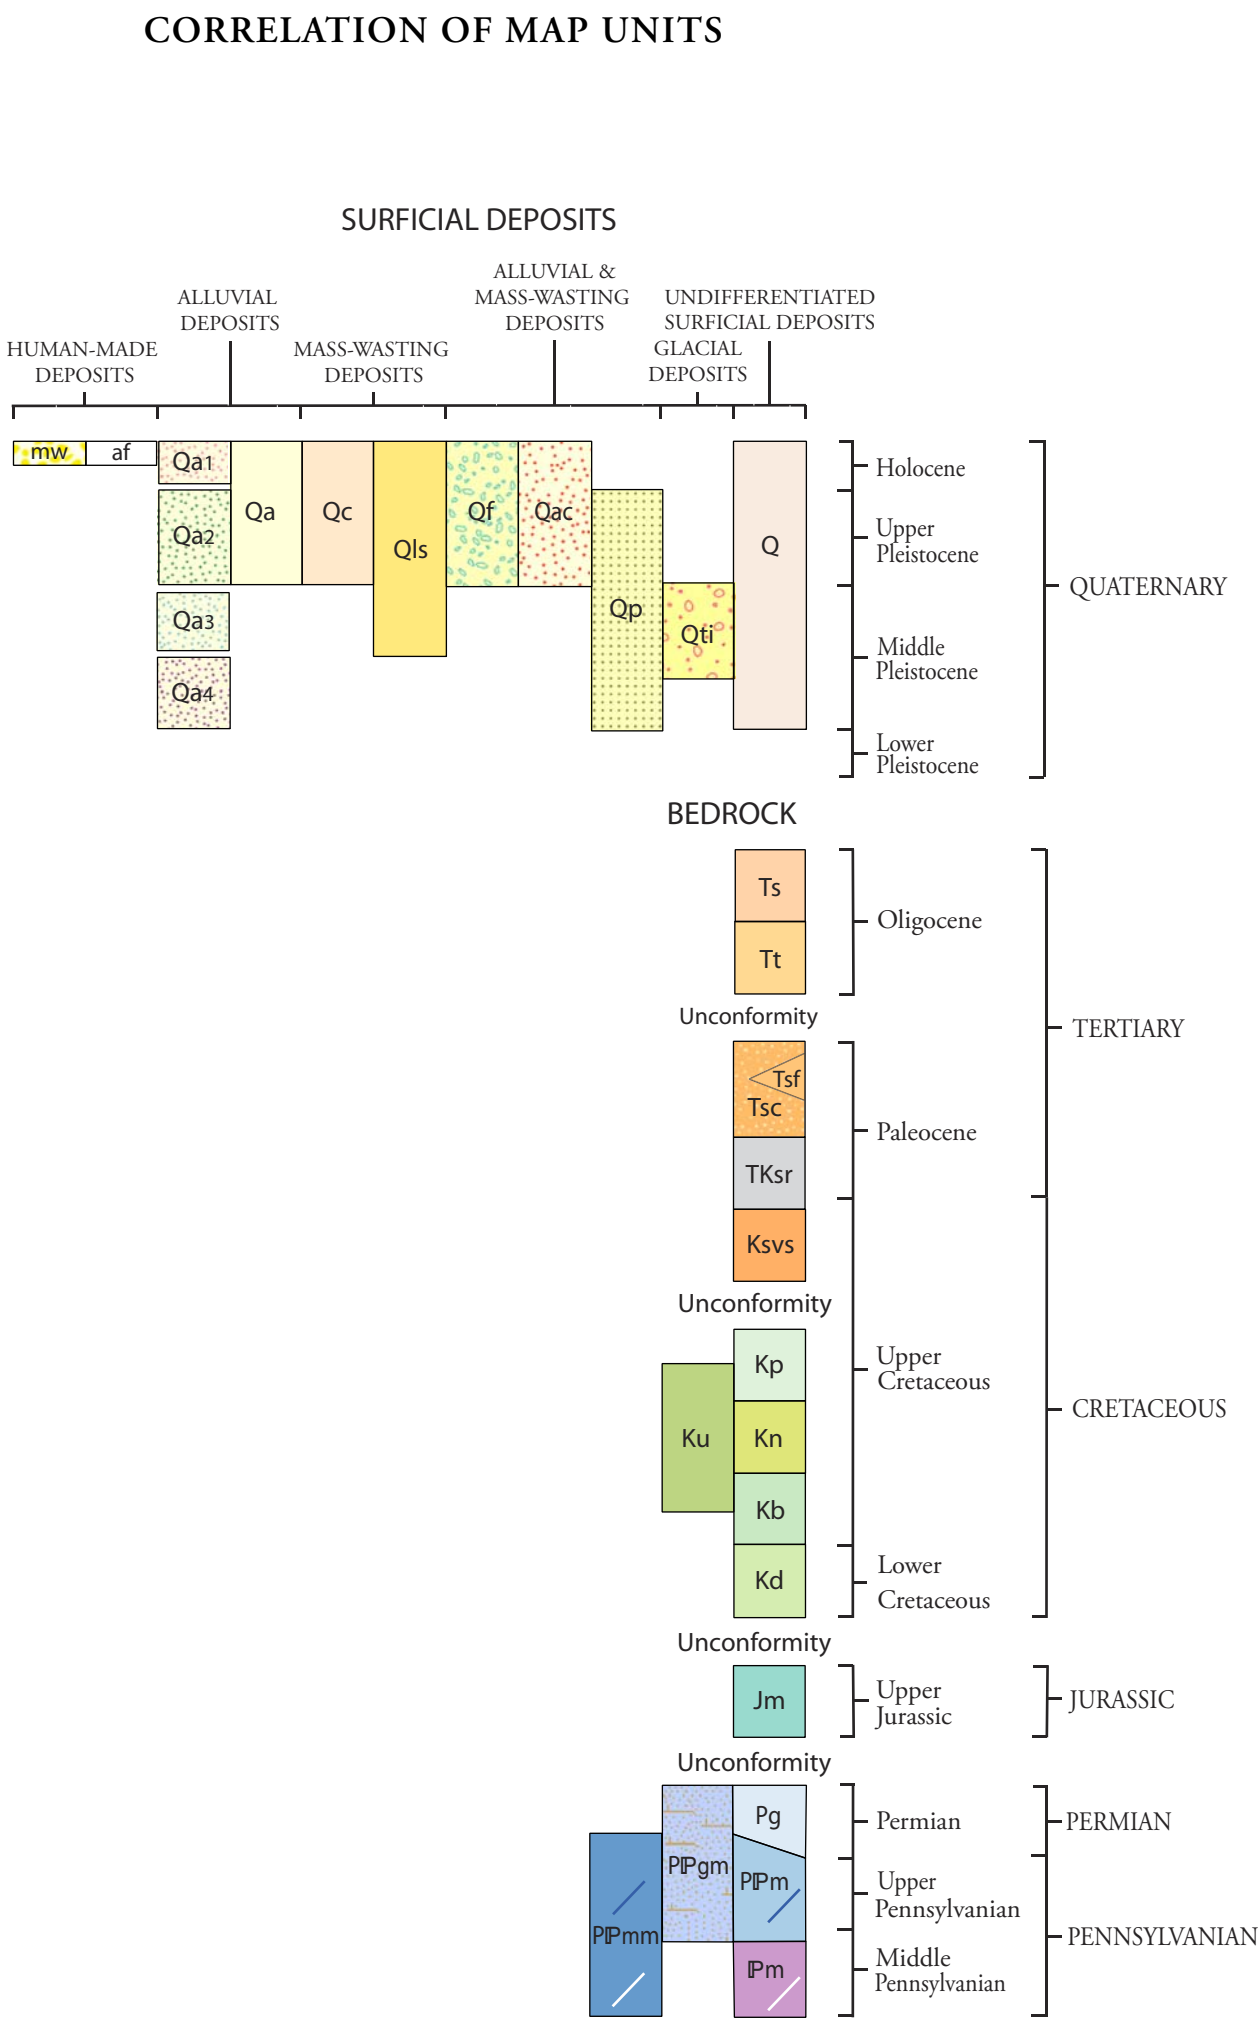 CORRELATION OF MAP UNITS
SURFICIAL DEPOSITS
HUMAN-MADE
DEPOSITS
ALLUVIAL
DEPOSITS
MASS-WASTING
DEPOSITS
ALLUVIAL &
MASS-WASTING
DEPOSITS
GLACIAL
DEPOSITS
UNDIFFERENTIATED
SURFICIAL DEPOSITS
mw
af
Qa1
Qa2
Qa3
Qa4
Qa
Qc
Qls
Qf
Qac
Qp
Qti
Q
Holocene
Upper
Pleistocene
Middle
Pleistocene
Lower
Pleistocene
QUATERNARY
BEDROCK
Ts
Tt
Oligocene
Unconformity
Tsf
Tsc
TKsr
Paleocene
TERTIARY
Ksvs
Unconformity
Kp
Ku
Kn
Kb
Kd
Upper
Cretaceous
Lower
Cretaceous
CRETACEOUS
Unconformity
Jm
Upper
Jurassic
JURASSIC
Unconformity
Pg
PℙPgm
PℙPm
PℙPmm
ℙPm
Permian
Upper
Pennsylvanian
Middle
Pennsylvanian
PERMIAN
PENNSYLVANIAN